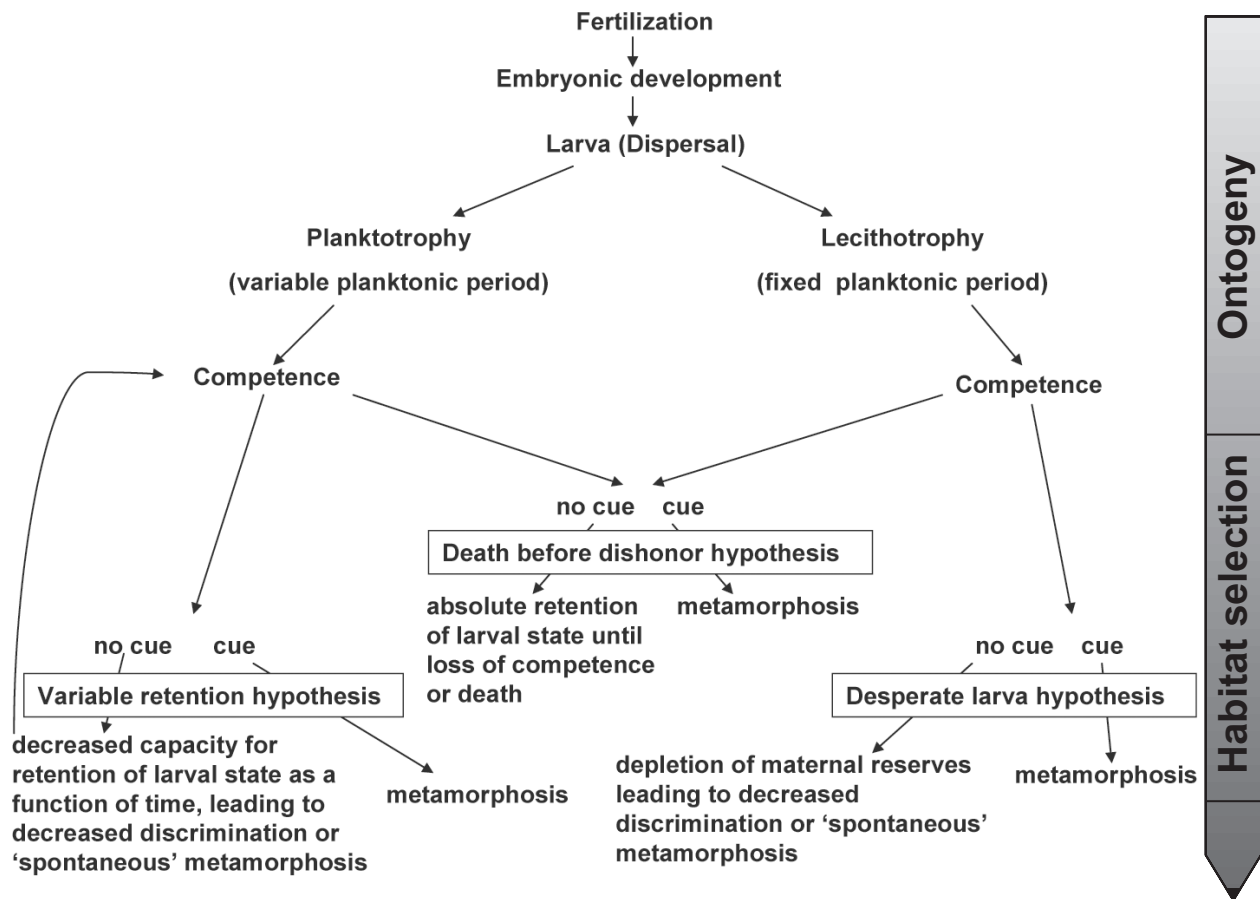 Fertilization
Embryonic development
Larva (Dispersal)
Planktotrophy
(variable planktonic period)
Lecithotrophy
(fixed planktonic period)
Competence
Competence
no cue cue
Death before dishonor hypothesis
absolute retention
of larval state until
loss of competence
or death
metamorphosis
no cue cue
Variable retention hypothesis
decreased capacity for
retention of larval state as a
function of time, leading to
decreased discrimination or
‘spontaneous’ metamorphosis
metamorphosis
no cue cue
Desperate larva hypothesis
depletion of maternal reserves
leading to decreased
discrimination or ‘spontaneous’
metamorphosis
metamorphosis
Ontogeny
Habitat selection